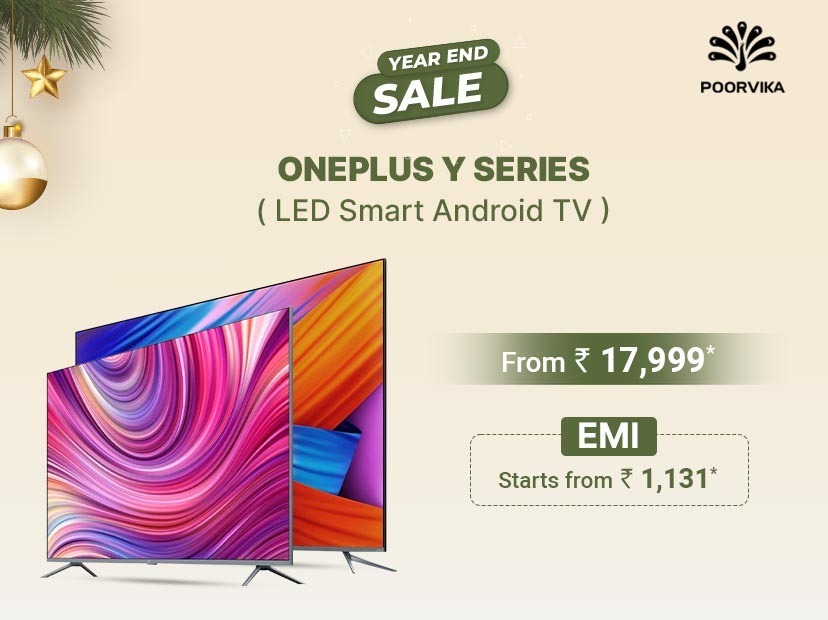 YEAR END
SALE
POORVIKA
ONEPLUS Y SERIES
( LED Smart Android TV )
From ₹ 17,999*
EMI
Starts from ₹ 1,131*